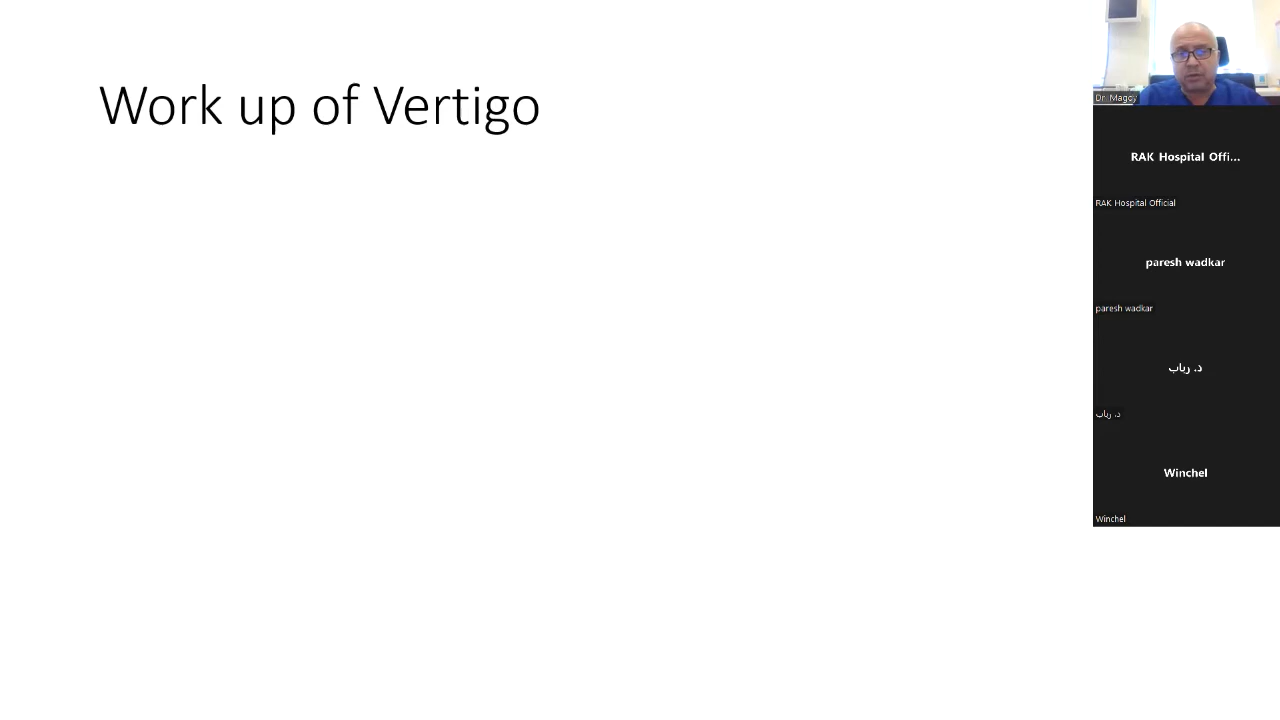 Work up of Vertigo
Dr. Magdy
RAK Hospital Offi...
RAK Hospital Official
paresh wadkar
paresh wadkar
د. رباب
د. رباب
Winchel
Winchel